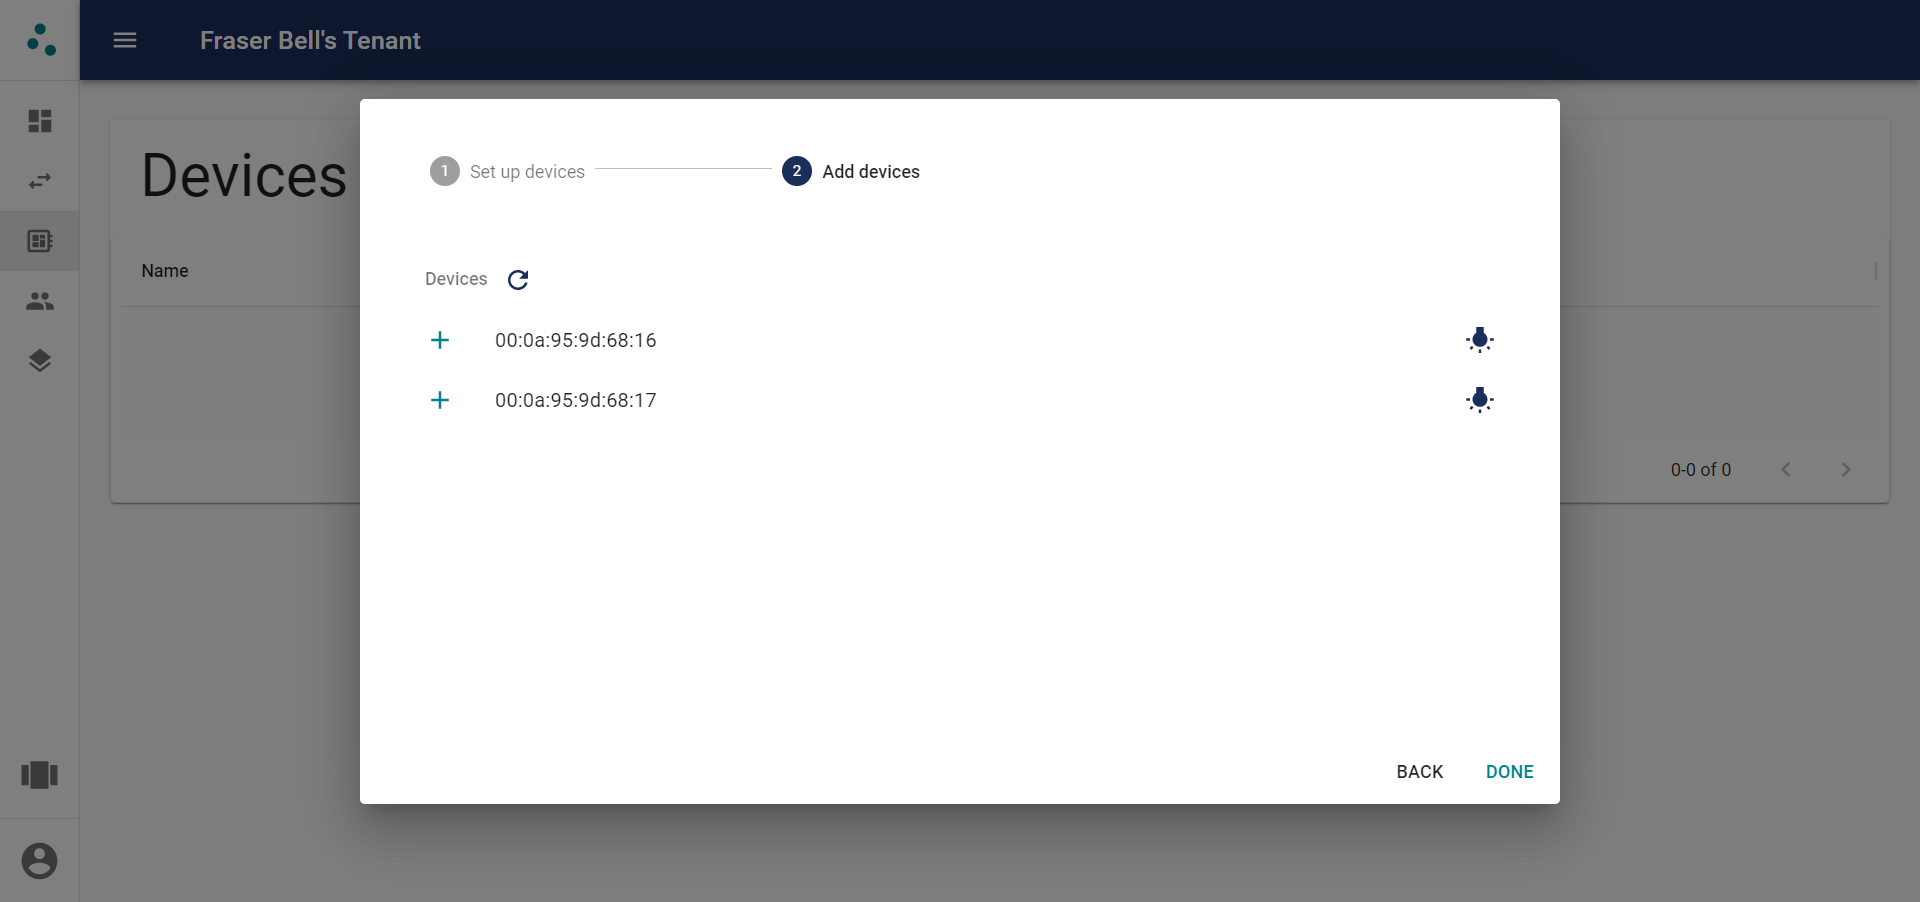 Fraser Bell's Tenant
Devices
Name
0-0 of 0
1 Set up devices
2 Add devices
Devices
00:0a:95:9d:68:16
00:0a:95:9d:68:17
BACK DONE